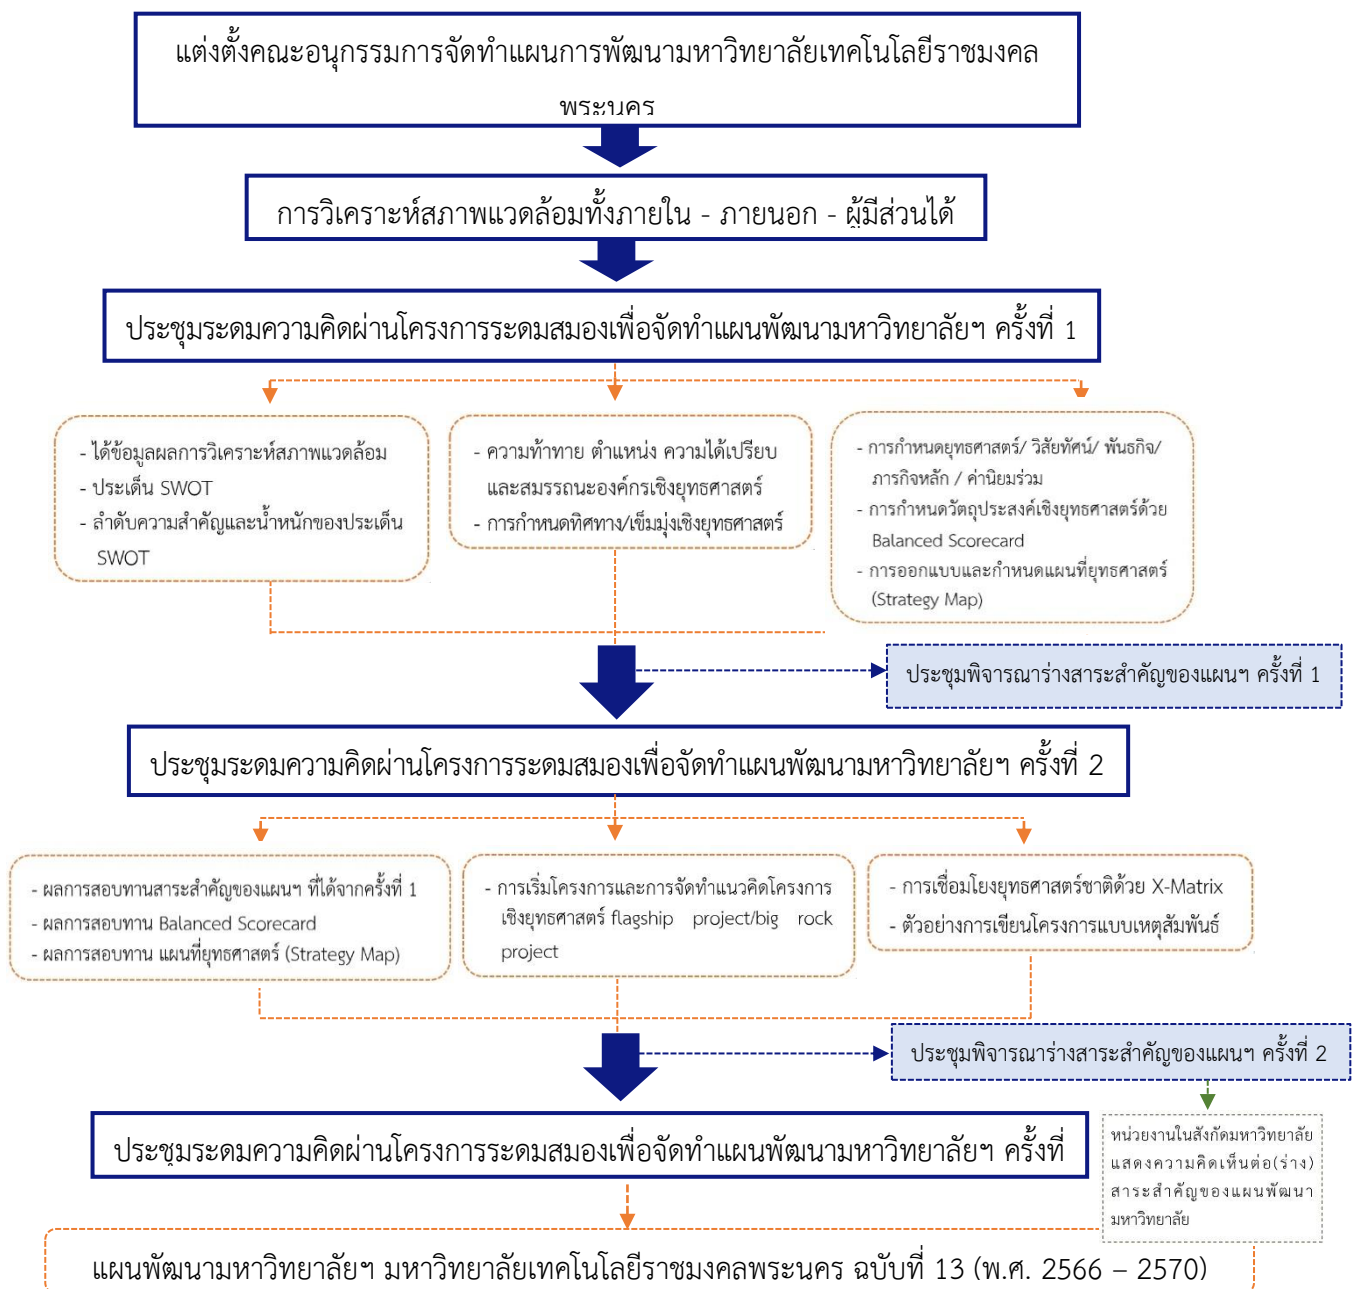 แต่งตั้งคณะอนุกรรมการจัดทำแผนการพัฒนามหาวิทยาลัยเทคโนโลยีราชมงคล
พระนคร
การวิเคราะห์สภาพแวดล้อมทั้งภายใน - ภายนอก - ผู้มีส่วนได้
ประชุมระดมความคิดผ่านโครงการระดมสมองเพื่อจัดทำแผนพัฒนามหาวิทยาลัยฯ ครั้งที่ 1
- ได้ข้อมูลผลการวิเคราะห์สภาพแวดล้อม
- ประเด็น SWOT
- ลำดับความสำคัญและน้ำหนักของประเด็น
SWOT
- ความท้าทาย ตำแหน่ง ความได้เปรียบ
และสมรรถนะองค์กรเชิงยุทธศาสตร์
- การกำหนดทิศทาง/เข็มมุ่งเชิงยุทธศาสตร์
- การกำหนดยุทธศาสตร์/ วิสัยทัศน์/ พันธกิจ/
ภารกิจหลัก / ค่านิยมร่วม
- การกำหนดวัตถุประสงค์เชิงยุทธศาสตร์ด้วย
Balanced Scorecard
- การออกแบบและกำหนดแผนที่ยุทธศาสตร์
(Strategy Map)
ประชุมพิจารณาร่างสาระสำคัญของแผนฯ ครั้งที่ 1
ประชุมระดมความคิดผ่านโครงการระดมสมองเพื่อจัดทำแผนพัฒนามหาวิทยาลัยฯ ครั้งที่ 2
- ผลการสอบทานสาระสำคัญของแผนฯ ที่ได้จากครั้งที่ 1
- ผลการสอบทาน Balanced Scorecard
- ผลการสอบทาน แผนที่ยุทธศาสตร์ (Strategy Map)
- การเริ่มโครงการและการจัดทำแนวคิดโครงการ
เชิงยุทธศาสตร์ flagship project/big rock
project
- การเชื่อมโยงยุทธศาสตร์ชาติด้วย X-Matrix
- ตัวอย่างการเขียนโครงการแบบเหตุสัมพันธ์
ประชุมพิจารณาร่างสาระสำคัญของแผนฯ ครั้งที่ 2
ประชุมระดมความคิดผ่านโครงการระดมสมองเพื่อจัดทำแผนพัฒนามหาวิทยาลัยฯ ครั้งที่
หน่วยงานในสังกัดมหาวิทยาลัย
แสดงความคิดเห็นต่อ(ร่าง)
สาระสำคัญของแผนพัฒนา
มหาวิทยาลัย
แผนพัฒนามหาวิทยาลัยฯ มหาวิทยาลัยเทคโนโลยีราชมงคลพระนคร ฉบับที่ 13 (พ.ศ. 2566 – 2570)